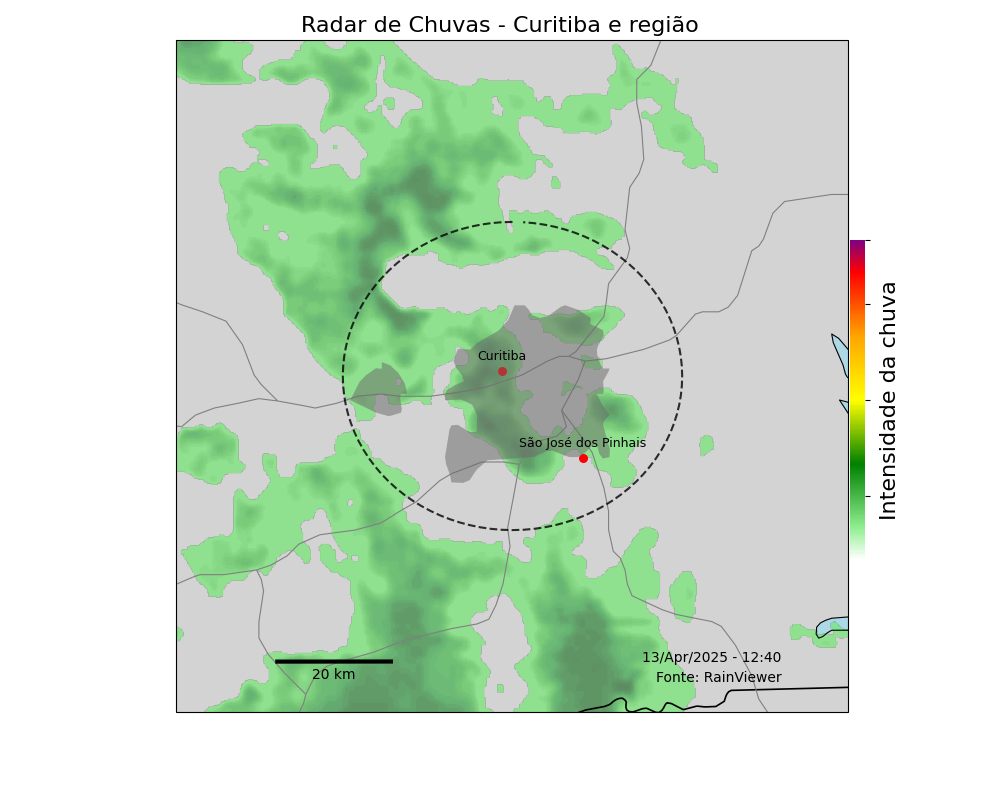 Radar de Chuvas - Curitiba e região
Curitiba
São José dos Pinhais
Intensidade da chuva
13/Apr/2025 - 12:40
Fonte: RainViewer
20 km